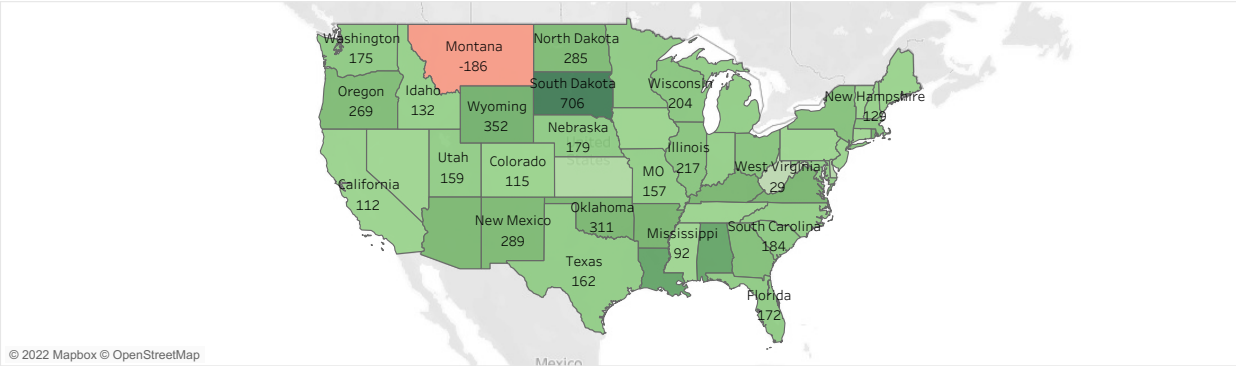 Washington
175
Montana
-186
North Dakota
285
Oregon
269
Idaho
132
Wyoming
352
South Dakota
706
Wisconsin
204
New Hampshire
129
Nebraska
179
United
States
Utah
159
Colorado
115
Illinois
217
MO
157
West Virginia
29
California
112
New Mexico
289
Oklahoma
311
Mississippi
92
South Carolina
184
Texas
162
Florida
172
© 2022 Mapbox © OpenStreetMap
Mexico